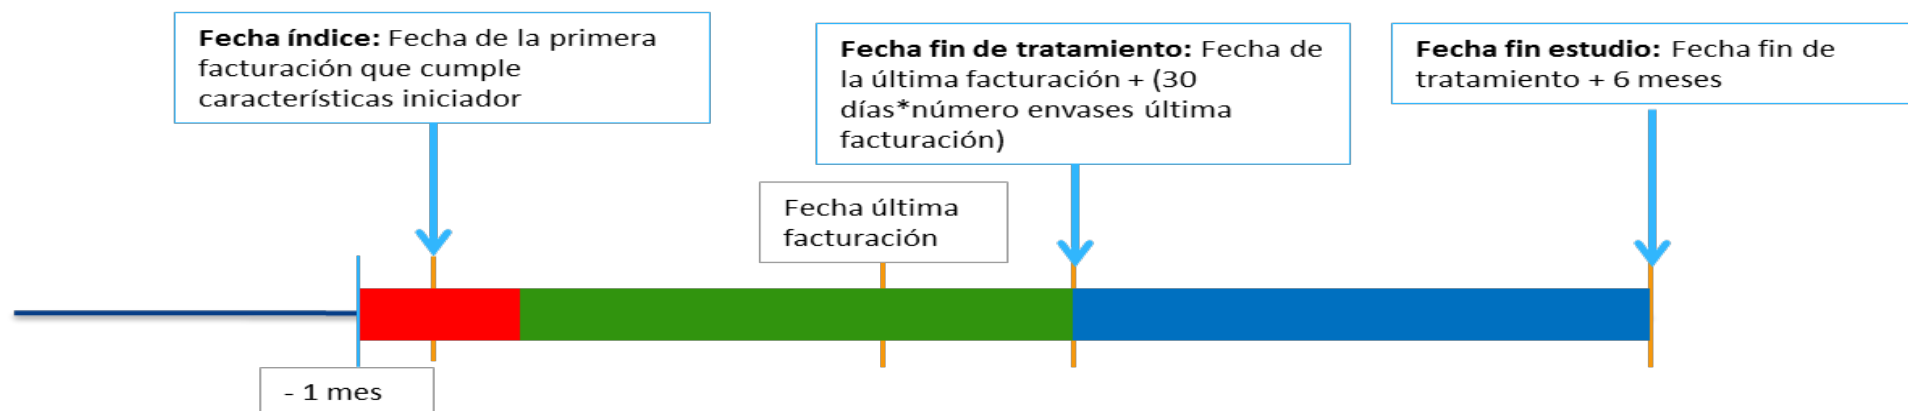 Fecha índice: Fecha de la primera
facturación que cumple
características iniciador
Fecha fin de tratamiento: Fecha de
la última facturación + (30
días*número envases última
facturación)
Fecha fin estudio: Fecha fin de
tratamiento + 6 meses
Fecha última
facturación
- 1 mes